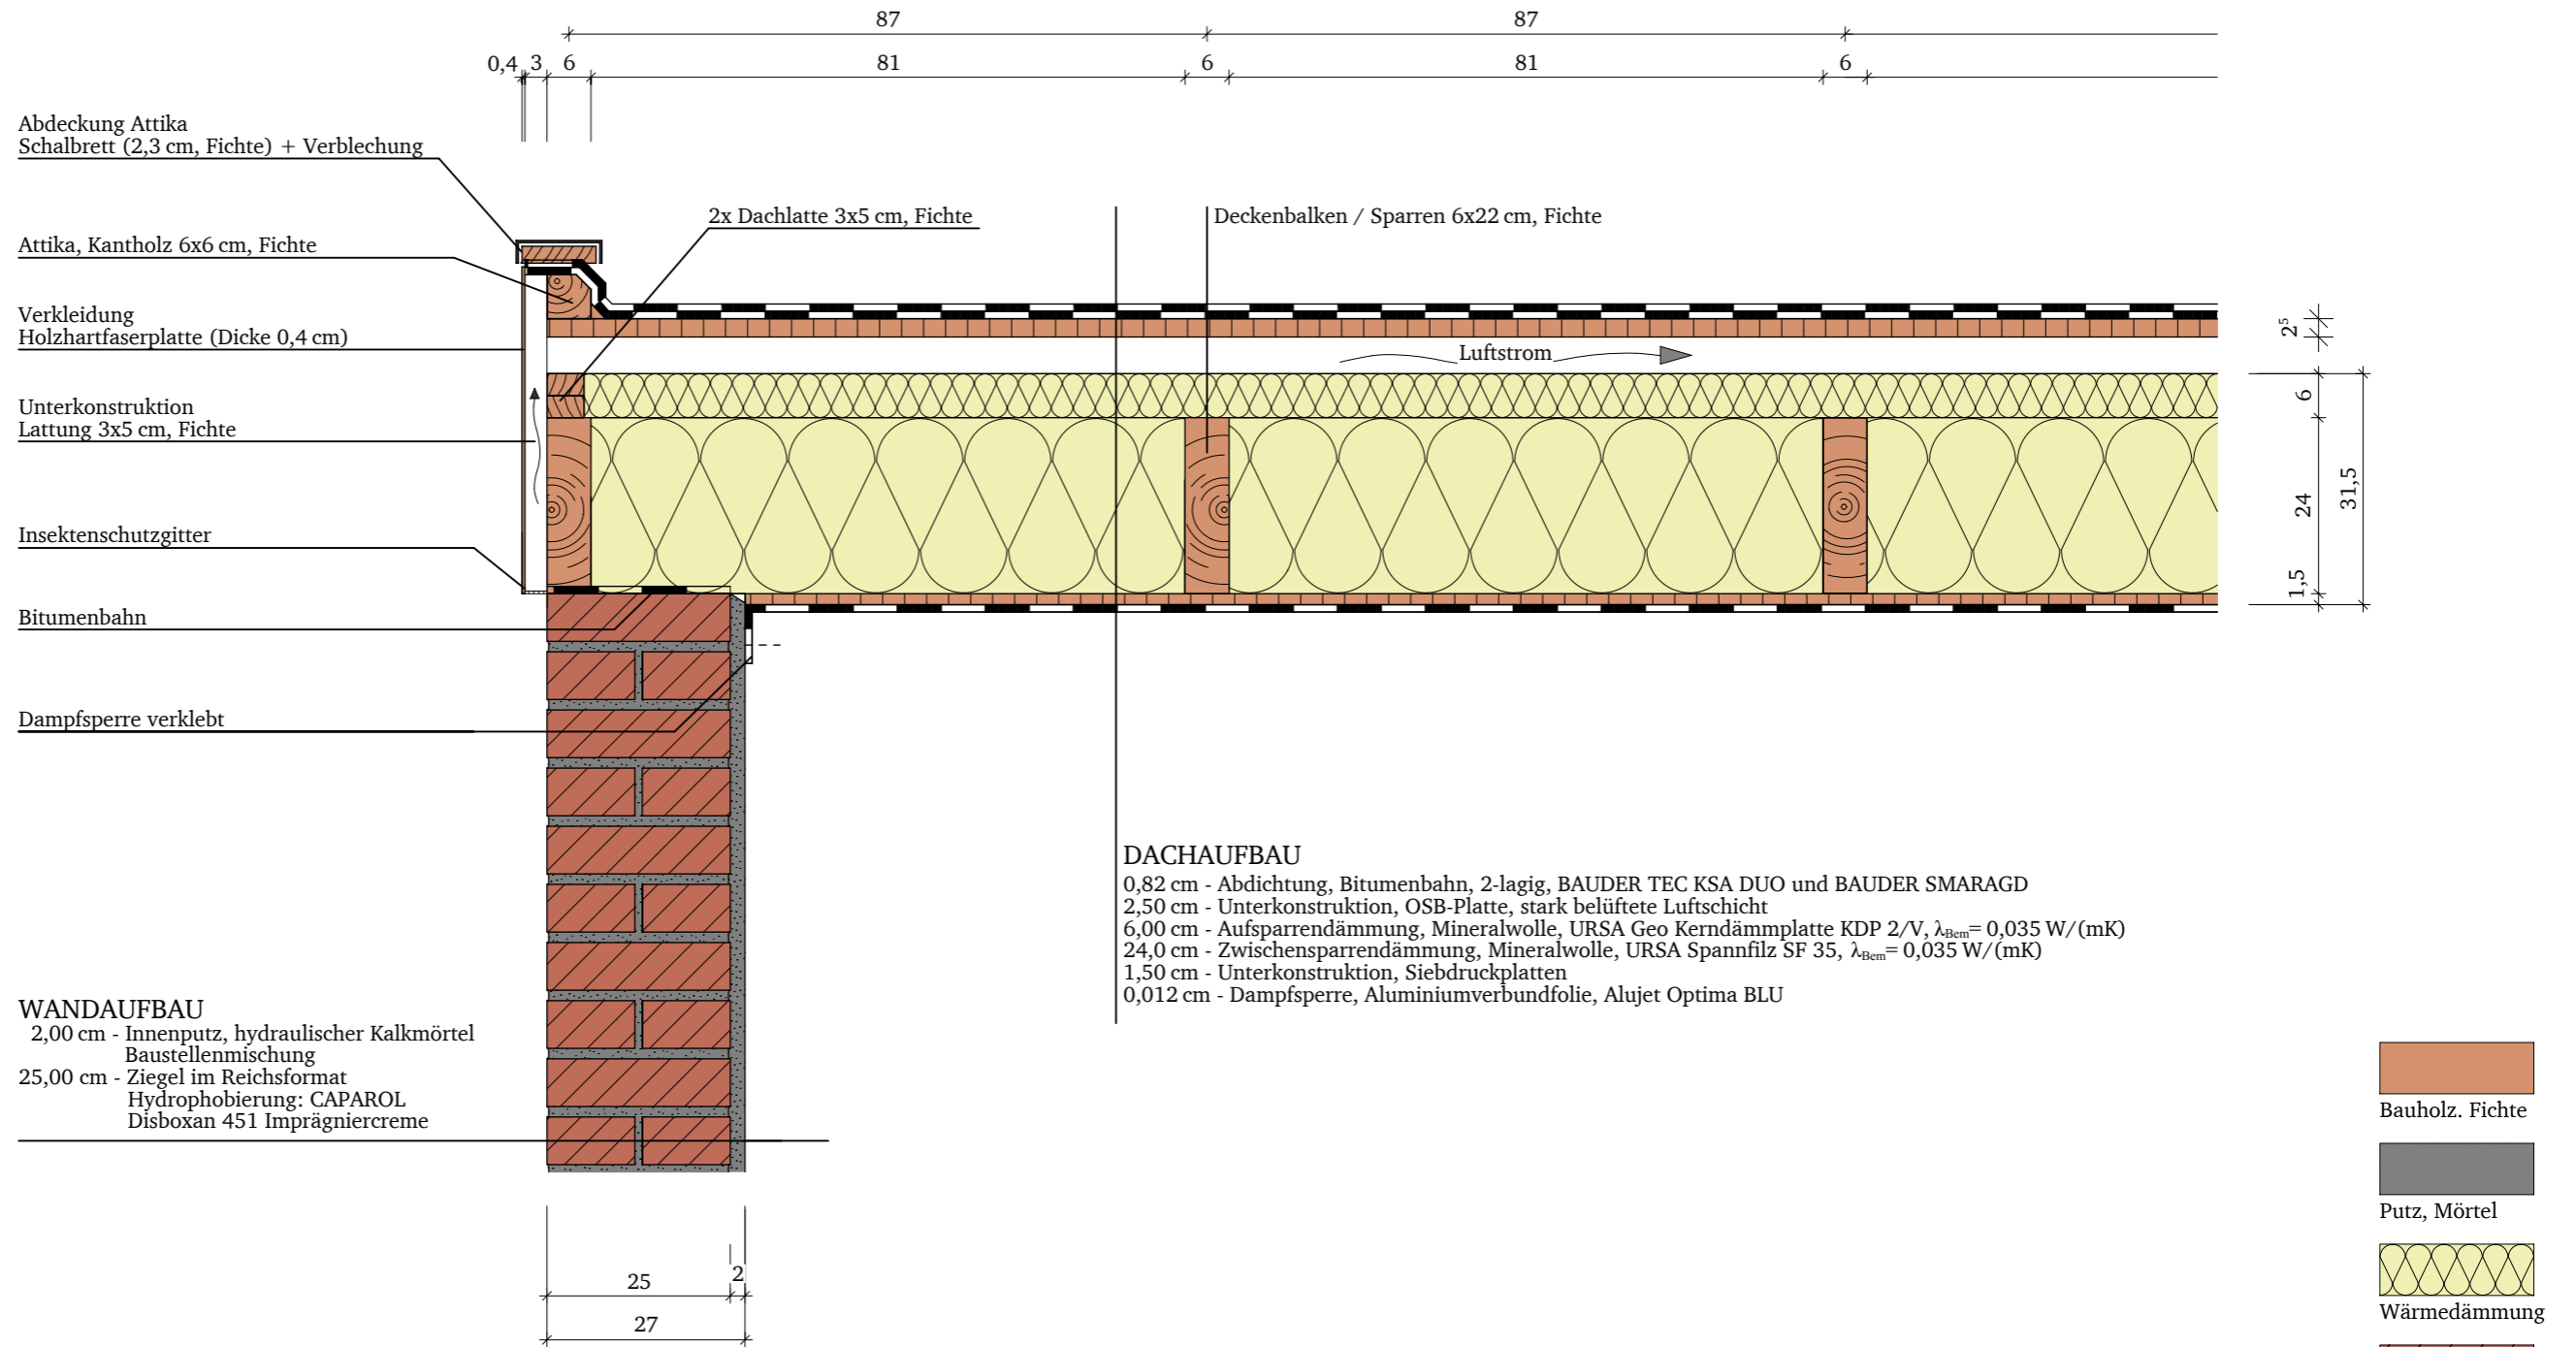 87
87
0,4
3
6
81
6
81
6
Abdeckung Attika
Schalbrett (2,3 cm, Fichte) + Verblechung
2x Dachlatte 3x5 cm, Fichte
Deckenbalken / Sparren 6x22 cm, Fichte
Attika, Kantholz 6x6 cm, Fichte
Verkleidung
Holzhartfaserplatte (Dicke 0,4 cm)
Luftstrom
2⁵
Unterkonstruktion
Lattung 3x5 cm, Fichte
6
24
31,5
1,5
Insektenschutzgitter
Bitumenbahn
Dampfsperre verklebt
DACHAUFBAU
0,82 cm - Abdichtung, Bitumenbahn, 2-lagig, BAUDER TEC KSA DUO und BAUDER SMARAGD
2,50 cm - Unterkonstruktion, OSB-Platte, stark belüftete Luftschicht
6,00 cm - Aufsparrendämmung, Mineralwolle, URSA Geo Kerndämmplatte KDP 2/V, λBem= 0,035 W/(mK)
24,0 cm - Zwischensparrendämmung, Mineralwolle, URSA Spannfilz SF 35, λBem= 0,035 W/(mK)
1,50 cm - Unterkonstruktion, Siebdruckplatten
0,012 cm - Dampfsperre, Aluminiumverbundfolie, Alujet Optima BLU
WANDAUFBAU
2,00 cm - Innenputz, hydraulischer Kalkmörtel
Baustellenmischung
25,00 cm - Ziegel im Reichsformat
Hydrophobierung: CAPAROL
Disboxan 451 Imprägniercreme
Bauholz. Fichte
Putz, Mörtel
Wärmedämmung
25
2
27